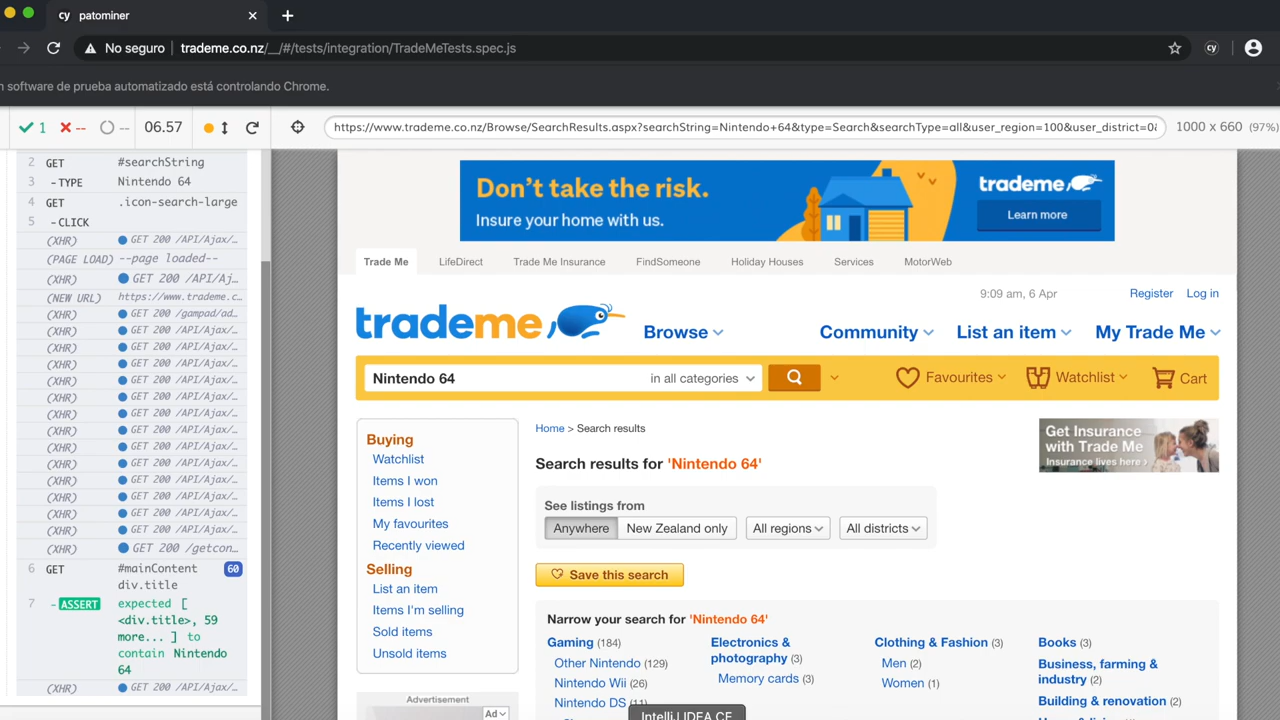 cy patominer
No seguro trademe.co.nz/__/#/tests/integration/TradeMeTests.spec.js
cy
software de prueba automatizado está controlando Chrome.
1 -- -- 06.57 https://www.trademe.co.nz/Browse/SearchResults.aspx?searchString=Nintendo+64&type=Search&searchType=all&user_region=100&user_district=0& 1000 x 660 (97%)
2 GET #searchString
3 -TYPE Nintendo 64
4 GET .icon-search-large
5 -CLICK
(XHR) GET 200 /API/Ajax/…
(PAGE LOAD) --page loaded--
(XHR) GET 200 /API/Aj…
(NEW URL) https://www.trademe.c…
(XHR) GET 200 /gampad/ad…
(XHR) GET 200 /API/Ajax/…
(XHR) GET 200 /API/Ajax/…
(XHR) GET 200 /API/Ajax/…
(XHR) GET 200 /API/Ajax/…
(XHR) GET 200 /API/Ajax/…
(XHR) GET 200 /API/Ajax/…
(XHR) GET 200 /API/Ajax/…
(XHR) GET 200 /API/Ajax/…
(XHR) GET 200 /API/Ajax/…
(XHR) GET 200 /API/Ajax/…
(XHR) GET 200 /API/Ajax/…
(XHR) GET 200 /API/Ajax/…
(XHR) GET 200 /API/Ajax/…
(XHR) GET 200 /getcon…
6 GET #mainContent 60
div.title
7 -ASSERT expected [
<div.title>, 59
more... ] to
contain Nintendo
64
(XHR) GET 200 /API/Ajax/…
Don't take the risk.
Insure your home with us.
trademe
Learn more
Trade Me LifeDirect Trade Me Insurance FindSomeone Holiday Houses Services MotorWeb
9:09 am, 6 Apr Register Log in
trademe Browse Community List an item My Trade Me
Nintendo 64 in all categories Favourites Watchlist Cart
Buying
Watchlist
Items I won
Items I lost
My favourites
Recently viewed
Selling
List an item
Items I'm selling
Sold items
Unsold items
Advertisement
Ad
Home > Search results
Search results for 'Nintendo 64'
See listings from
Anywhere New Zealand only All regions All districts
Save this search
Get Insurance
with Trade Me
Insurance lives here >
Narrow your search for 'Nintendo 64'
Gaming (184)
Other Nintendo (129)
Nintendo Wii (26)
Nintendo DS (11)
Electronics &
photography (3)
Memory cards (3)
Clothing & Fashion (3)
Men (2)
Women (1)
Books (3)
Business, farming &
industry (2)
Building & renovation (2)
IntelliJ IDEA CE